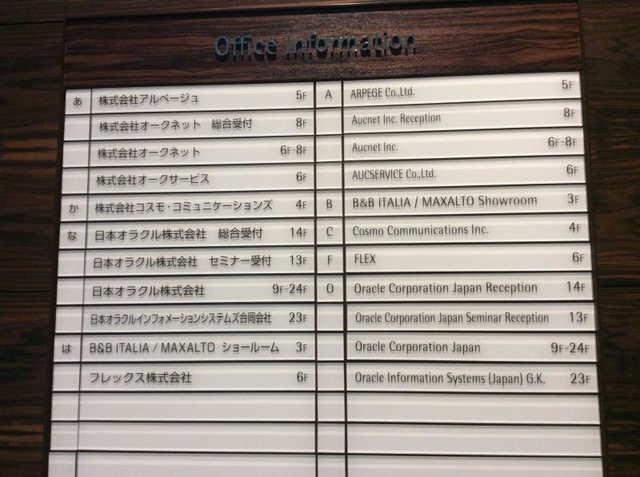 Office Information
あ 株式会社アルページュ 5F
株式会社オークネット 総合受付 8F
株式会社オークネット 6F-8F
株式会社オークサービス 6F
か 株式会社コスモ・コミュニケーションズ 4F
な 日本オラクル株式会社 総合受付 14F
日本オラクル株式会社 セミナー受付 13F
日本オラクル株式会社 9F-24F
日本オラクルインフォメーションシステムズ合同会社 23F
は B&B ITALIA / MAXALTO ショールーム 3F
フレックス株式会社 6F
A ARPEGE Co.,Ltd. 5F
Aucnet Inc. Reception 8F
Aucnet Inc. 6F-8F
AUCSERVICE Co.,Ltd. 6F
B B&B ITALIA / MAXALTO Showroom 3F
C Cosmo Communications Inc. 4F
F FLEX 6F
O Oracle Corporation Japan Reception 14F
Oracle Corporation Japan Seminar Reception 13F
Oracle Corporation Japan 9F-24F
Oracle Information Systems (Japan) G.K. 23F